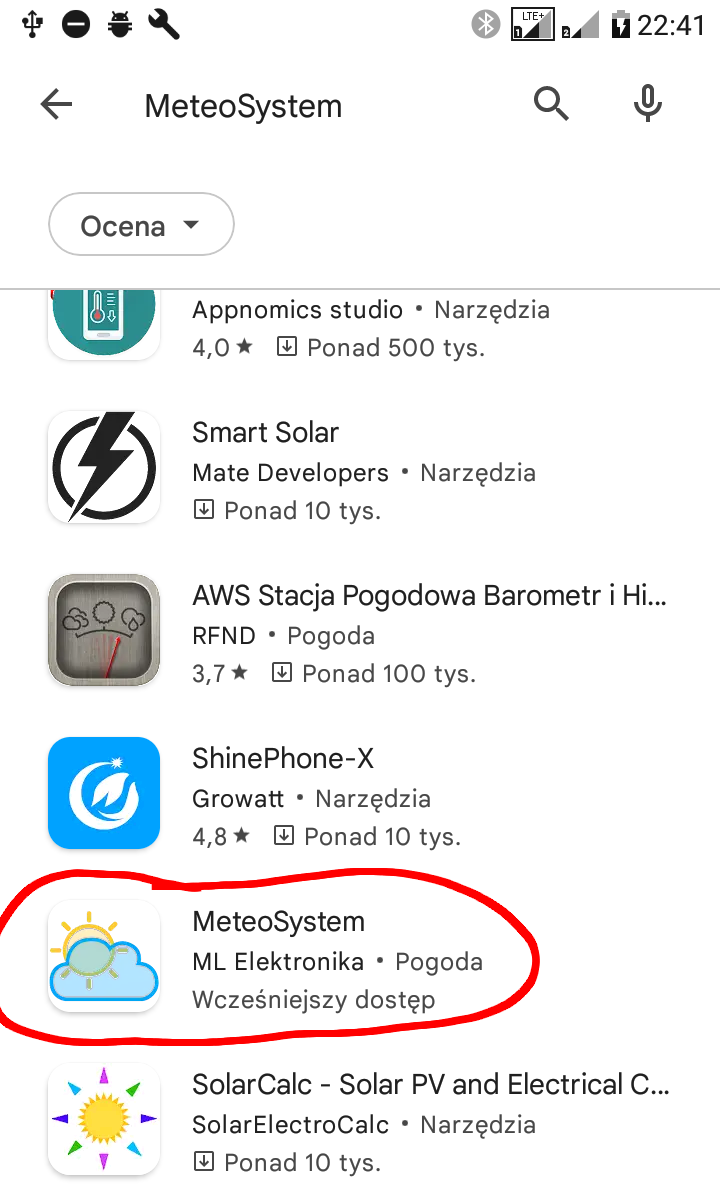 LTE+
1
2
22:41
MeteoSystem
Ocena
Appnomics studio • Narzędzia
4,0 ★ Ponad 500 tys.
Smart Solar
Mate Developers • Narzędzia
Ponad 10 tys.
AWS Stacja Pogodowa Barometr i Hi...
RFND • Pogoda
3,7 ★ Ponad 100 tys.
ShinePhone-X
Growatt • Narzędzia
4,8 ★ Ponad 10 tys.
MeteoSystem
ML Elektronika • Pogoda
Wcześniejszy dostęp
SolarCalc - Solar PV and Electrical C...
SolarElectroCalc • Narzędzia
Ponad 10 tys.